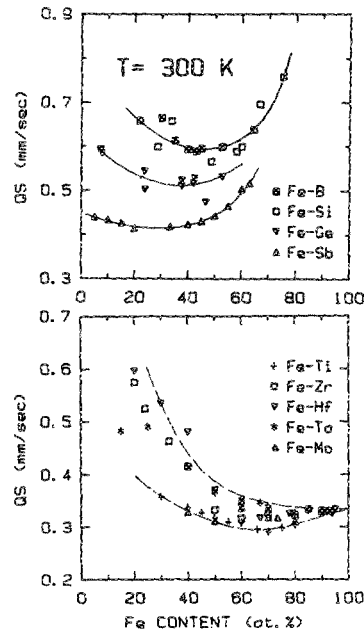 0.9
T= 300 K
0.7
QS (mm/sec)
0.5
Fe-B
Fe-Si
Fe-Ge
Fe-Sb
0.3
0 20 40 60 80 100
0.7
0.6
Fe-Ti
Fe-Zr
Fe-Hf
Fe-Ta
Fe-Mo
0.5
QS (mm/sec)
0.4
0.3
0.2
0 20 40 60 80 100
Fe CONTENT (at.%)